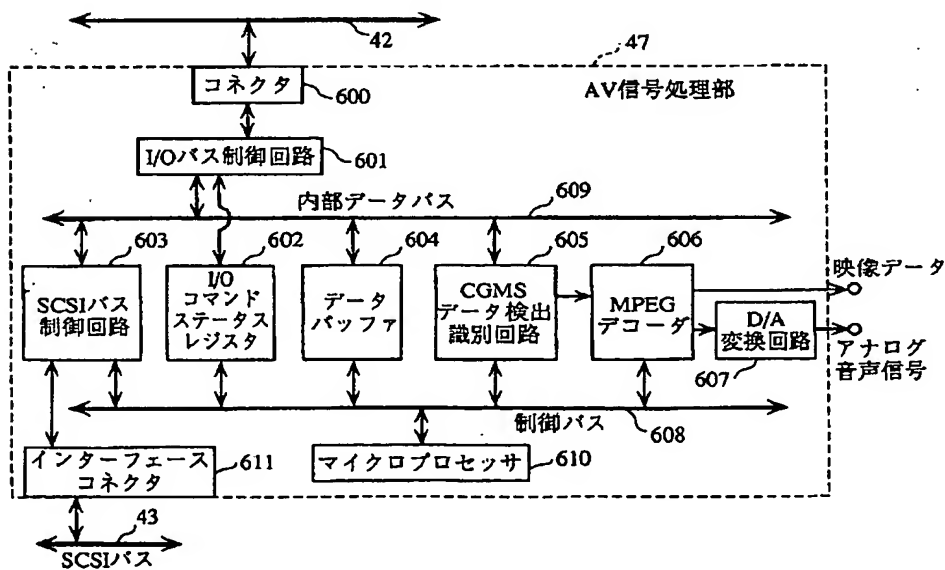 42
47
コネクタ
600
AV信号処理部
I/Oバス制御回路
601
内部データバス
609
603
602
604
605
606
SCSIバス
制御回路
I/O
コマンド
ステータス
レジスタ
データ
バッファ
CGMS
データ検出
識別回路
MPEG
デコーダ
映像データ
D/A
変換回路
607
アナログ
音声信号
制御バス
608
インターフェース
コネクタ
611
マイクロプロセッサ
610
43
SCSIバス